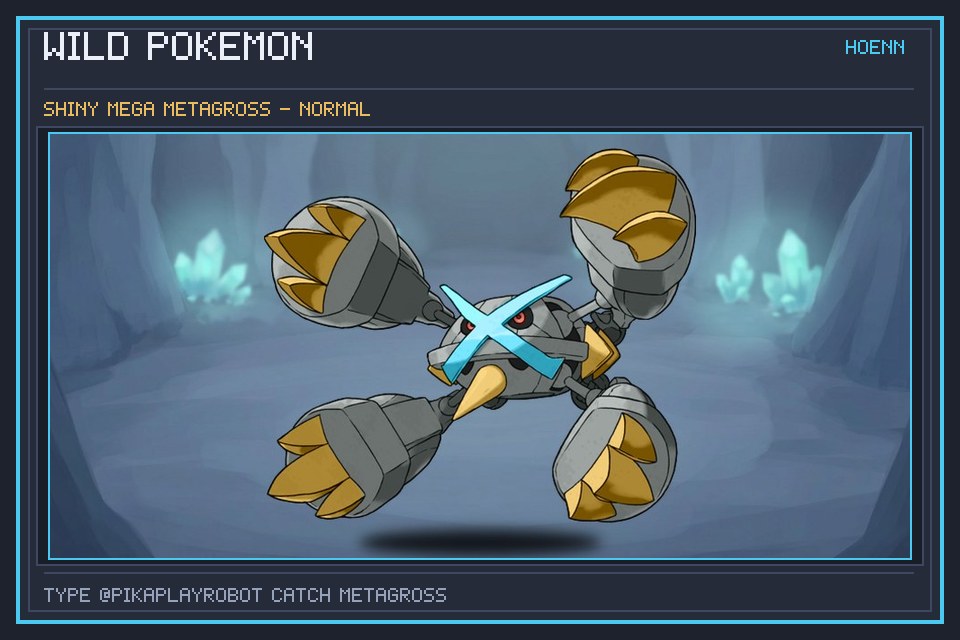 WILD POKEMON
HOENN
SHINY MEGA METAGROSS - NORMAL
TYPE @PIKAPLAYROBOT CATCH METAGROSS